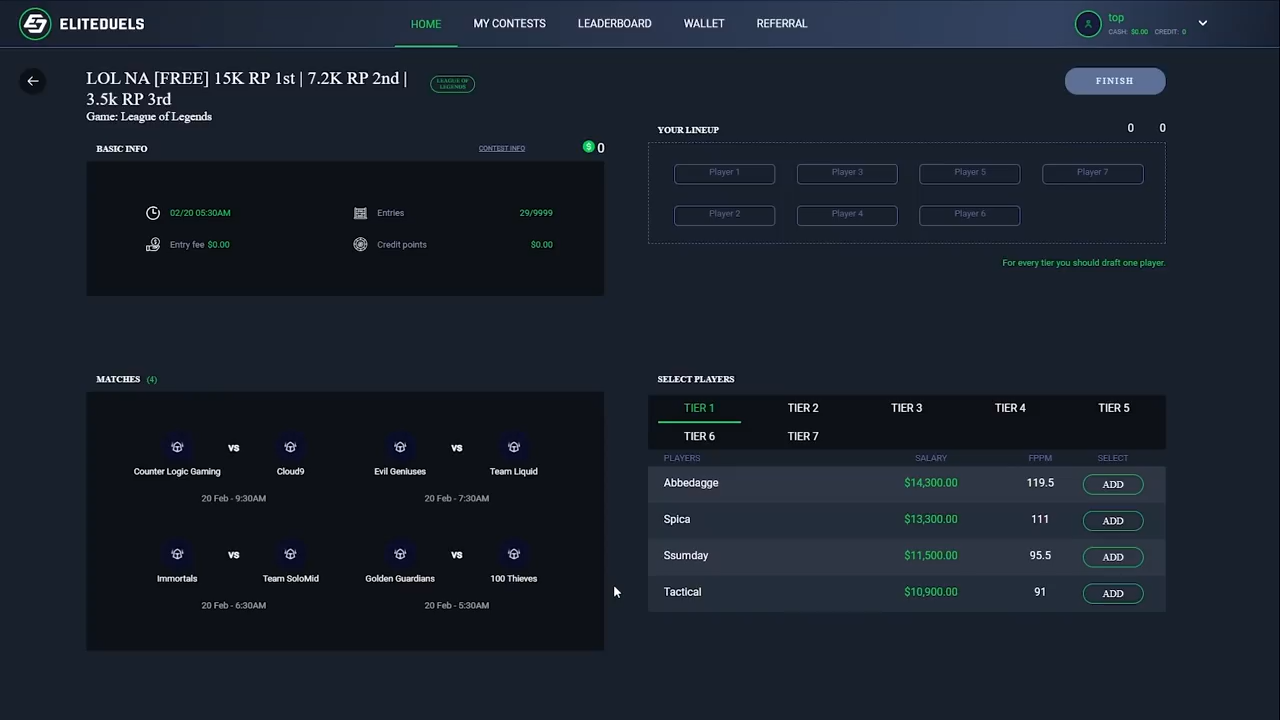 ELITEDUELS
HOME
MY CONTESTS
LEADERBOARD
WALLET
REFERRAL
top
CASH: $0.00 CREDIT: 0
LOL NA [FREE] 15K RP 1st | 7.2K RP 2nd |
3.5k RP 3rd
LEAGUE OF
LEGENDS
Game: League of Legends
FINISH
BASIC INFO
CONTEST INFO
$ 0
02/20 05:30AM
Entries
29/9999
Entry fee $0.00
Credit points
$0.00
YOUR LINEUP
0 0
Player 1
Player 3
Player 5
Player 7
Player 2
Player 4
Player 6
For every tier you should draft one player.
MATCHES (4)
Counter Logic Gaming
vs
Cloud9
20 Feb - 9:30AM
Evil Geniuses
vs
Team Liquid
20 Feb - 7:30AM
Immortals
vs
Team SoloMid
20 Feb - 6:30AM
Golden Guardians
vs
100 Thieves
20 Feb - 5:30AM
SELECT PLAYERS
TIER 1
TIER 2
TIER 3
TIER 4
TIER 5
TIER 6
TIER 7
PLAYERS SALARY FPPM SELECT
Abbedagge $14,300.00 119.5 ADD
Spica $13,300.00 111 ADD
Ssumday $11,500.00 95.5 ADD
Tactical $10,900.00 91 ADD